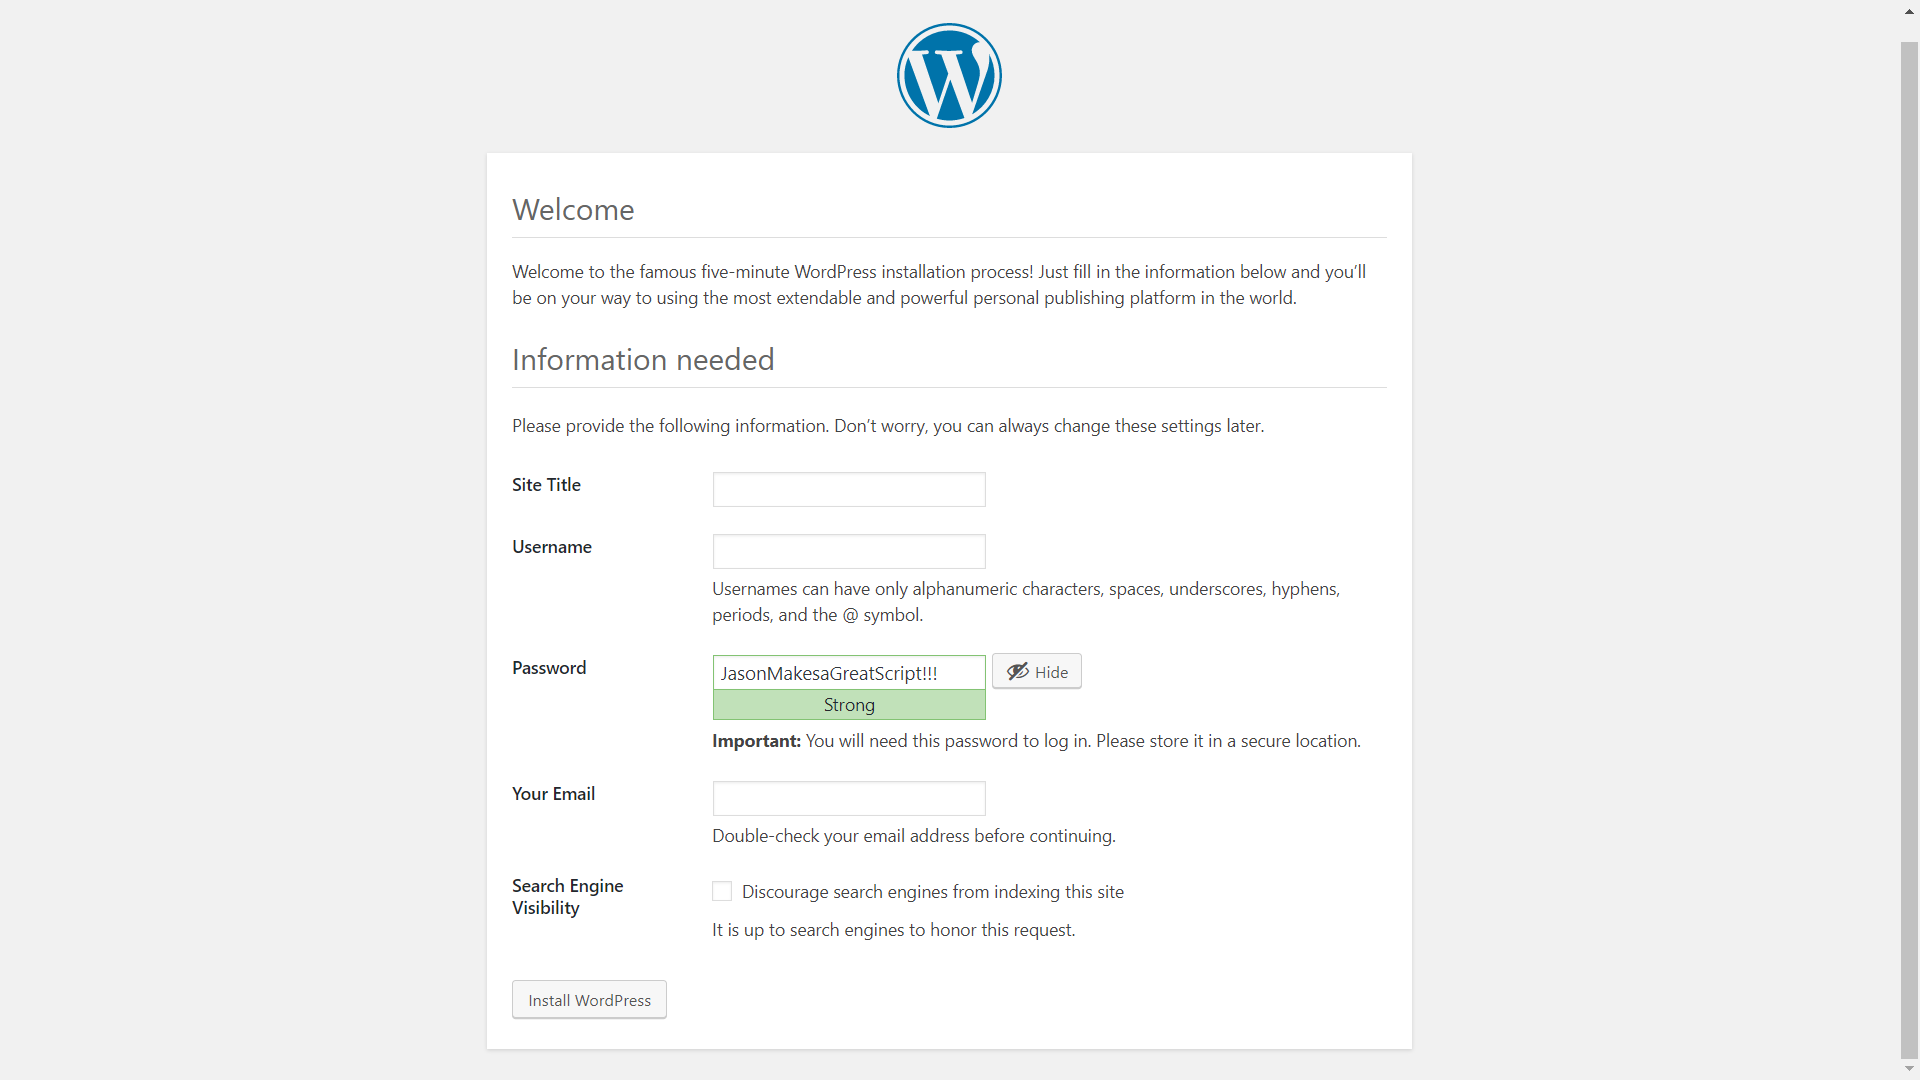 Welcome
Welcome to the famous five-minute WordPress installation process! Just fill in the information below and you’ll
be on your way to using the most extendable and powerful personal publishing platform in the world.
Information needed
Please provide the following information. Don’t worry, you can always change these settings later.
Site Title
Username
Usernames can have only alphanumeric characters, spaces, underscores, hyphens,
periods, and the @ symbol.
Password
JasonMakesaGreatScript!!!
Hide
Strong
Important: You will need this password to log in. Please store it in a secure location.
Your Email
Double-check your email address before continuing.
Search Engine
Visibility
Discourage search engines from indexing this site
It is up to search engines to honor this request.
Install WordPress